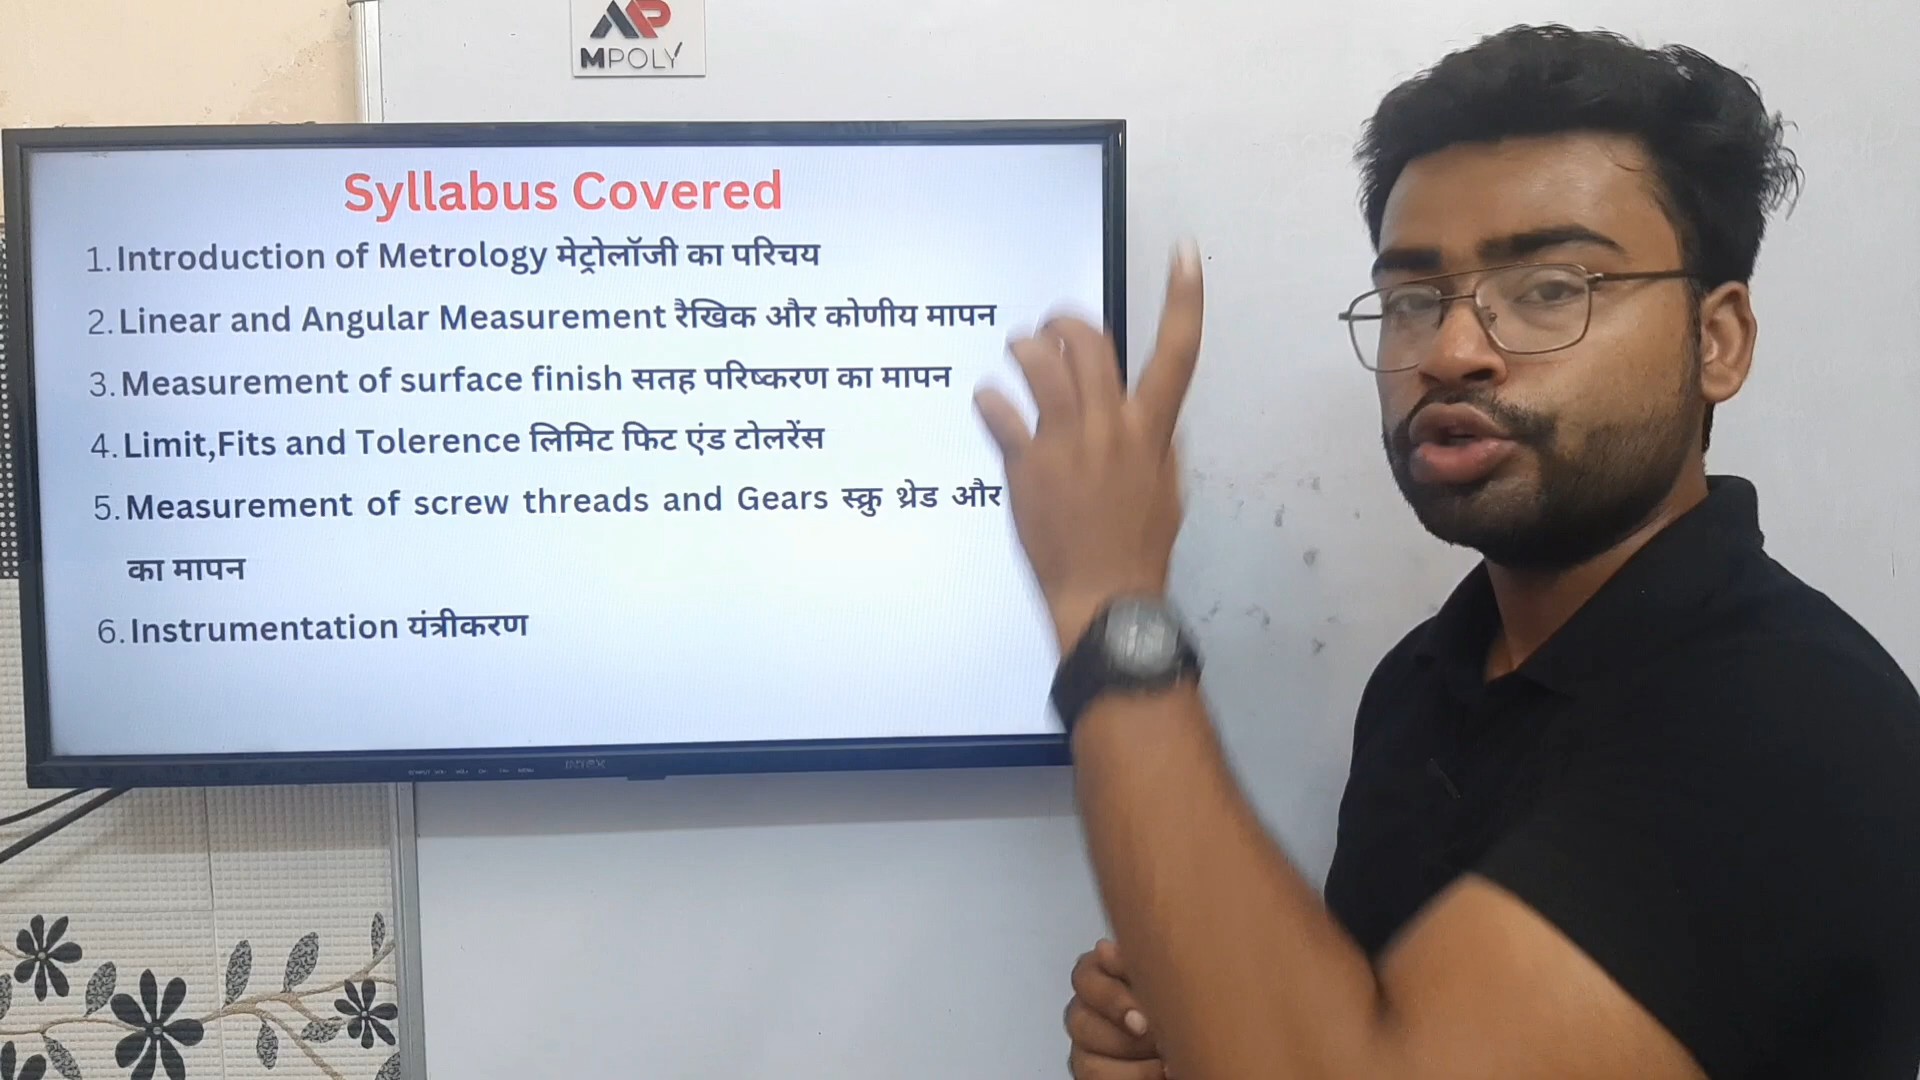 AP
MPOLY
Syllabus Covered
1. Introduction of Metrology मेट्रोलॉजी का परिचय
2. Linear and Angular Measurement रैखिक और कोणीय मापन
3. Measurement of surface finish सतह परिष्करण का मापन
4. Limit,Fits and Tolerence लिमिट फिट एंड टोलरेंस
5. Measurement of screw threads and Gears स्क्रु थ्रेड और
का मापन
6. Instrumentation यंत्रीकरण